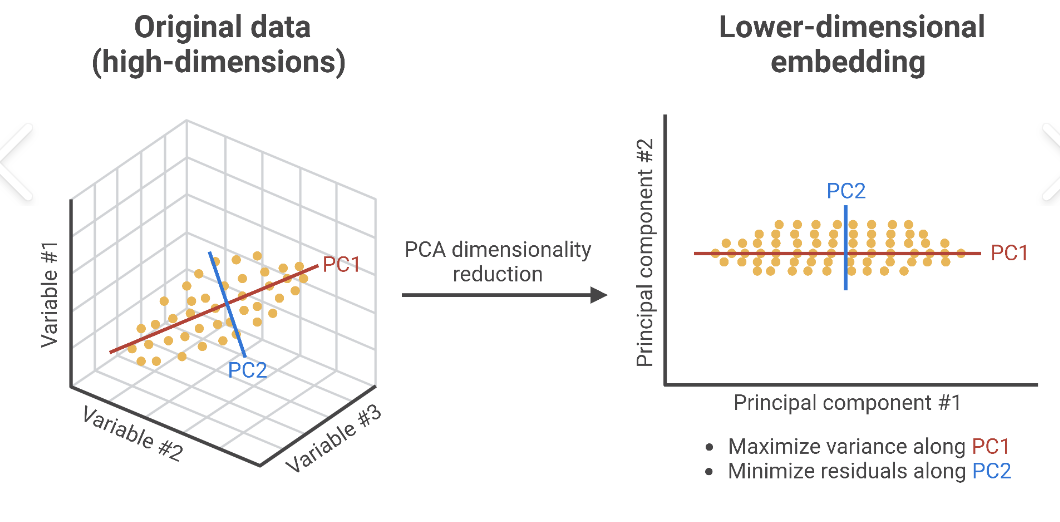 Original data
(high-dimensions)
Lower-dimensional
embedding
Variable #1
Variable #2
Variable #3
PC1
PC2
PCA dimensionality
reduction
Principal component #2
PC2
PC1
Principal component #1
• Maximize variance along PC1
• Minimize residuals along PC2